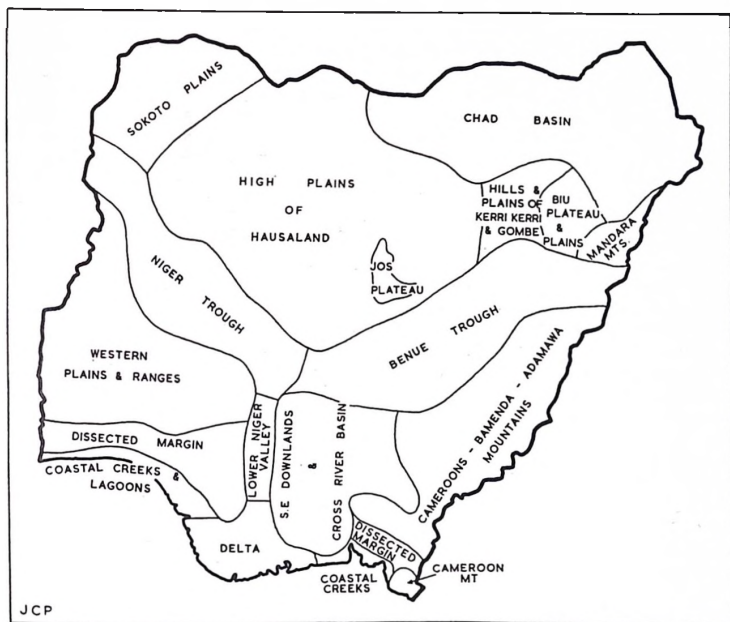 SOKOTO PLAINS
CHAD BASIN
HIGH PLAINS
OF
HAUSALAND
HILLS &
PLAINS OF
KERRI KERRI
& GOMBE
BIU
PLATEAU
&
PLAINS
MANDARA
MTS.
JOS
PLATEAU
NIGER
TROUGH
BENUE TROUGH
WESTERN
PLAINS & RANGES
DISSECTED MARGIN
COASTAL CREEKS &
LAGOONS
LOWER NIGER
VALLEY
S.E DOWNLANDS
&
CROSS RIVER BASIN
CAMEROONS - BAMENDA - ADAMAWA
MOUNTAINS
DELTA
DISSECTED
MARGIN
COASTAL
CREEKS
CAMEROON
MT
JCP